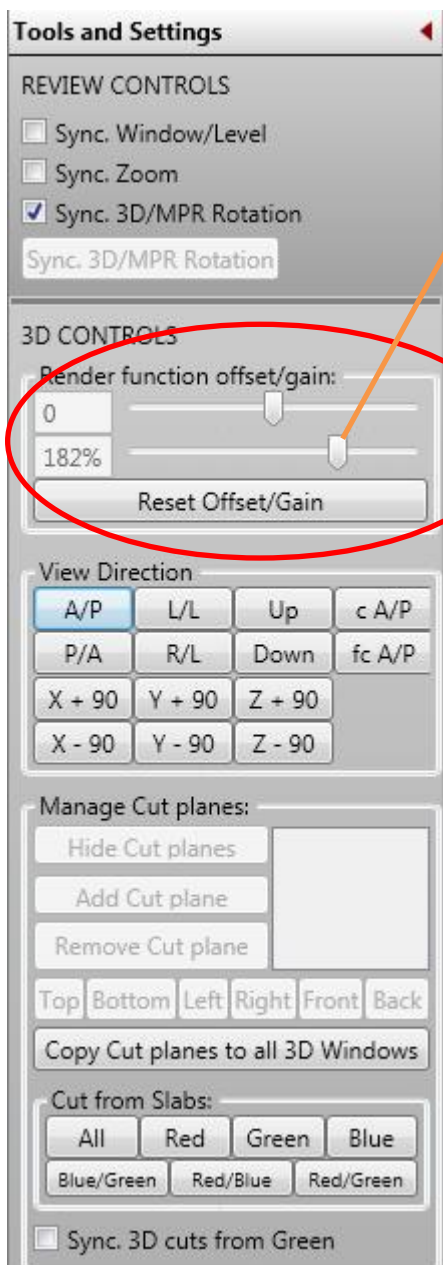 Tools and Settings
REVIEW CONTROLS
Sync. Window/Level
Sync. Zoom
Sync. 3D/MPR Rotation
Sync. 3D/MPR Rotation
3D CONTROLS
Render function offset/gain:
0
182%
Reset Offset/Gain
View Direction
A/P L/L Up c A/P
P/A R/L Down fc A/P
X + 90 Y + 90 Z + 90
X - 90 Y - 90 Z - 90
Manage Cut planes:
Hide Cut planes
Add Cut plane
Remove Cut plane
Top Bottom Left Right Front Back
Copy Cut planes to all 3D Windows
Cut from Slabs:
All Red Green Blue
Blue/Green Red/Blue Red/Green
Sync. 3D cuts from Green